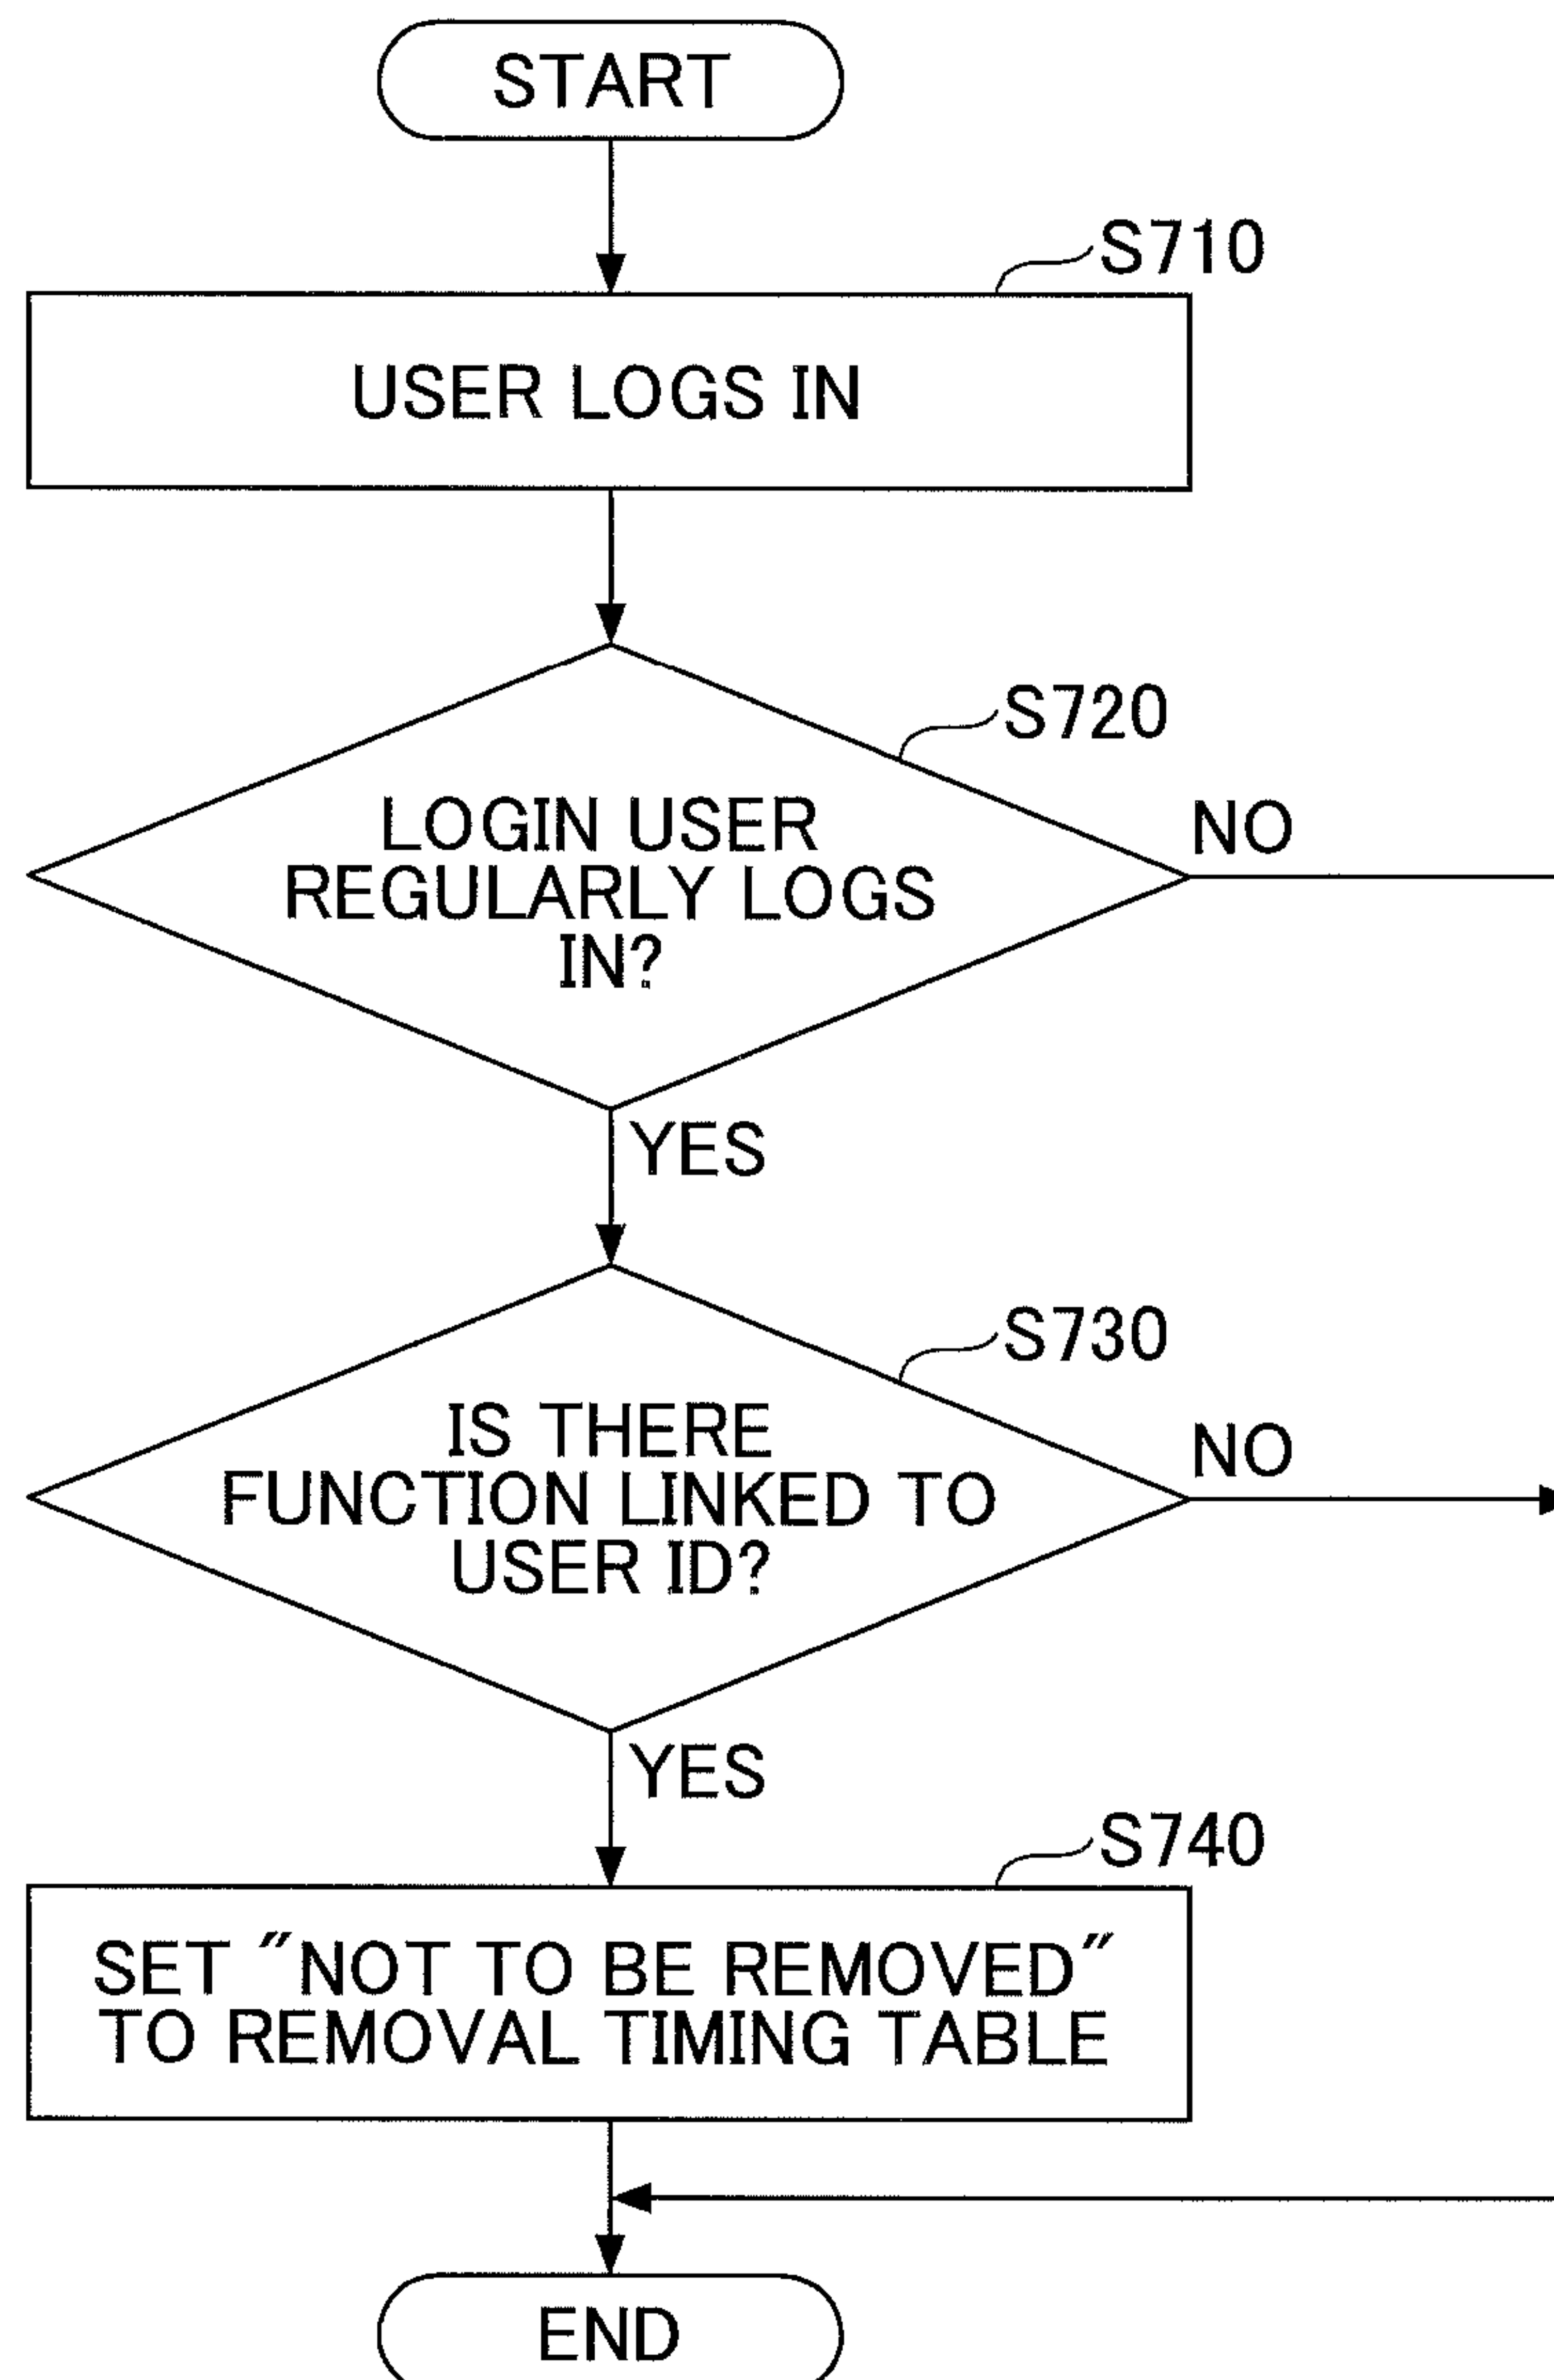 START
S710
USER LOGS IN
S720
LOGIN USER
REGULARLY LOGS
IN?
NO
YES
S730
IS THERE
FUNCTION LINKED TO
USER ID?
NO
YES
S740
SET "NOT TO BE REMOVED"
TO REMOVAL TIMING TABLE
END